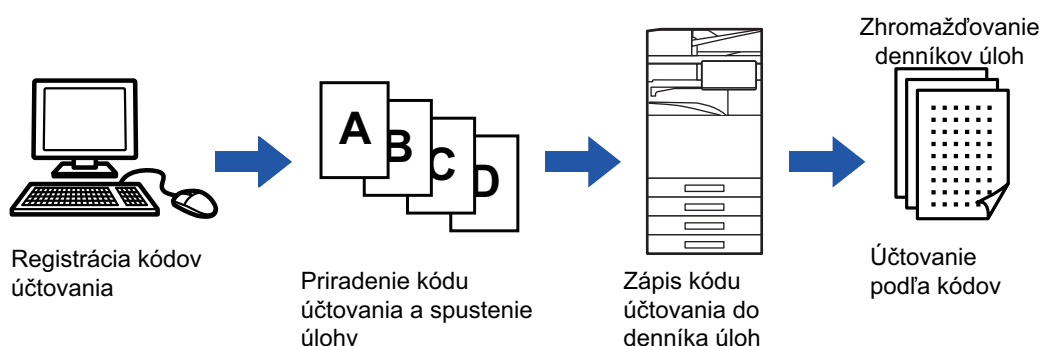 Registrácia kódov
účtovania
A
B
C
D
Priradenie kódu
účtovania a spustenie
úlohy
Zápis kódu
účtovania do
denníka úloh
Zhromažďovanie
denníkov úloh
Účtovanie
podľa kódov